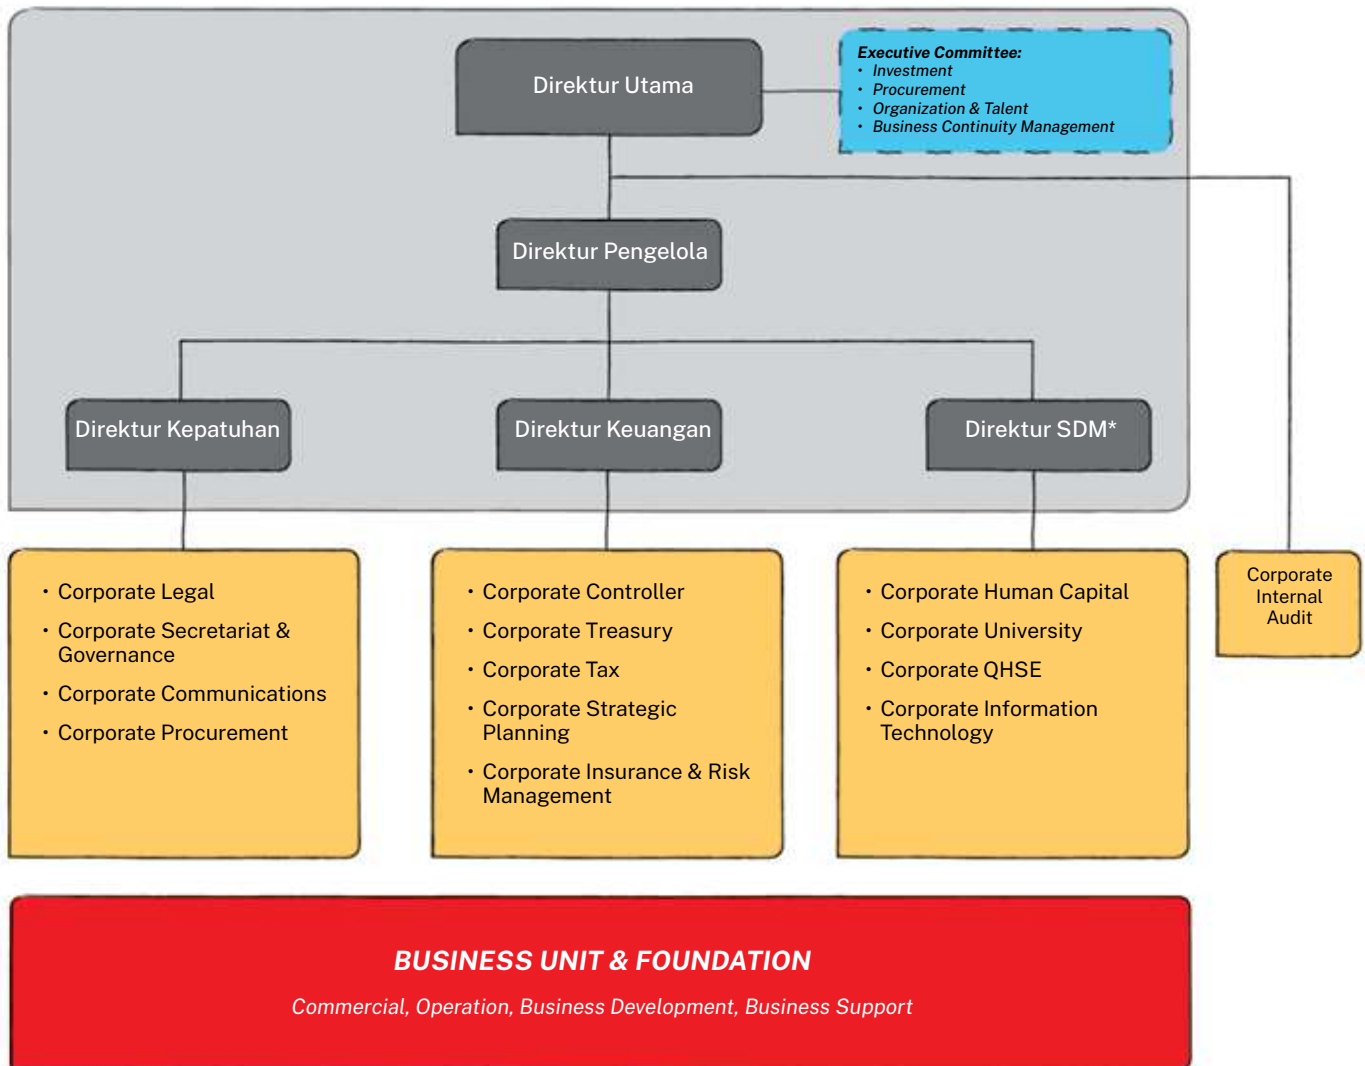 Direktur Utama
Executive Committee:
• Investment
• Procurement
• Organization & Talent
• Business Continuity Management
Direktur Pengelola
Direktur Kepatuhan
Direktur Keuangan
Direktur SDM*
• Corporate Legal
• Corporate Secretariat &
Governance
• Corporate Communications
• Corporate Procurement
• Corporate Controller
• Corporate Treasury
• Corporate Tax
• Corporate Strategic
Planning
• Corporate Insurance & Risk
Management
• Corporate Human Capital
• Corporate University
• Corporate QHSE
• Corporate Information
Technology
Corporate
Internal
Audit
BUSINESS UNIT & FOUNDATION
Commercial, Operation, Business Development, Business Support